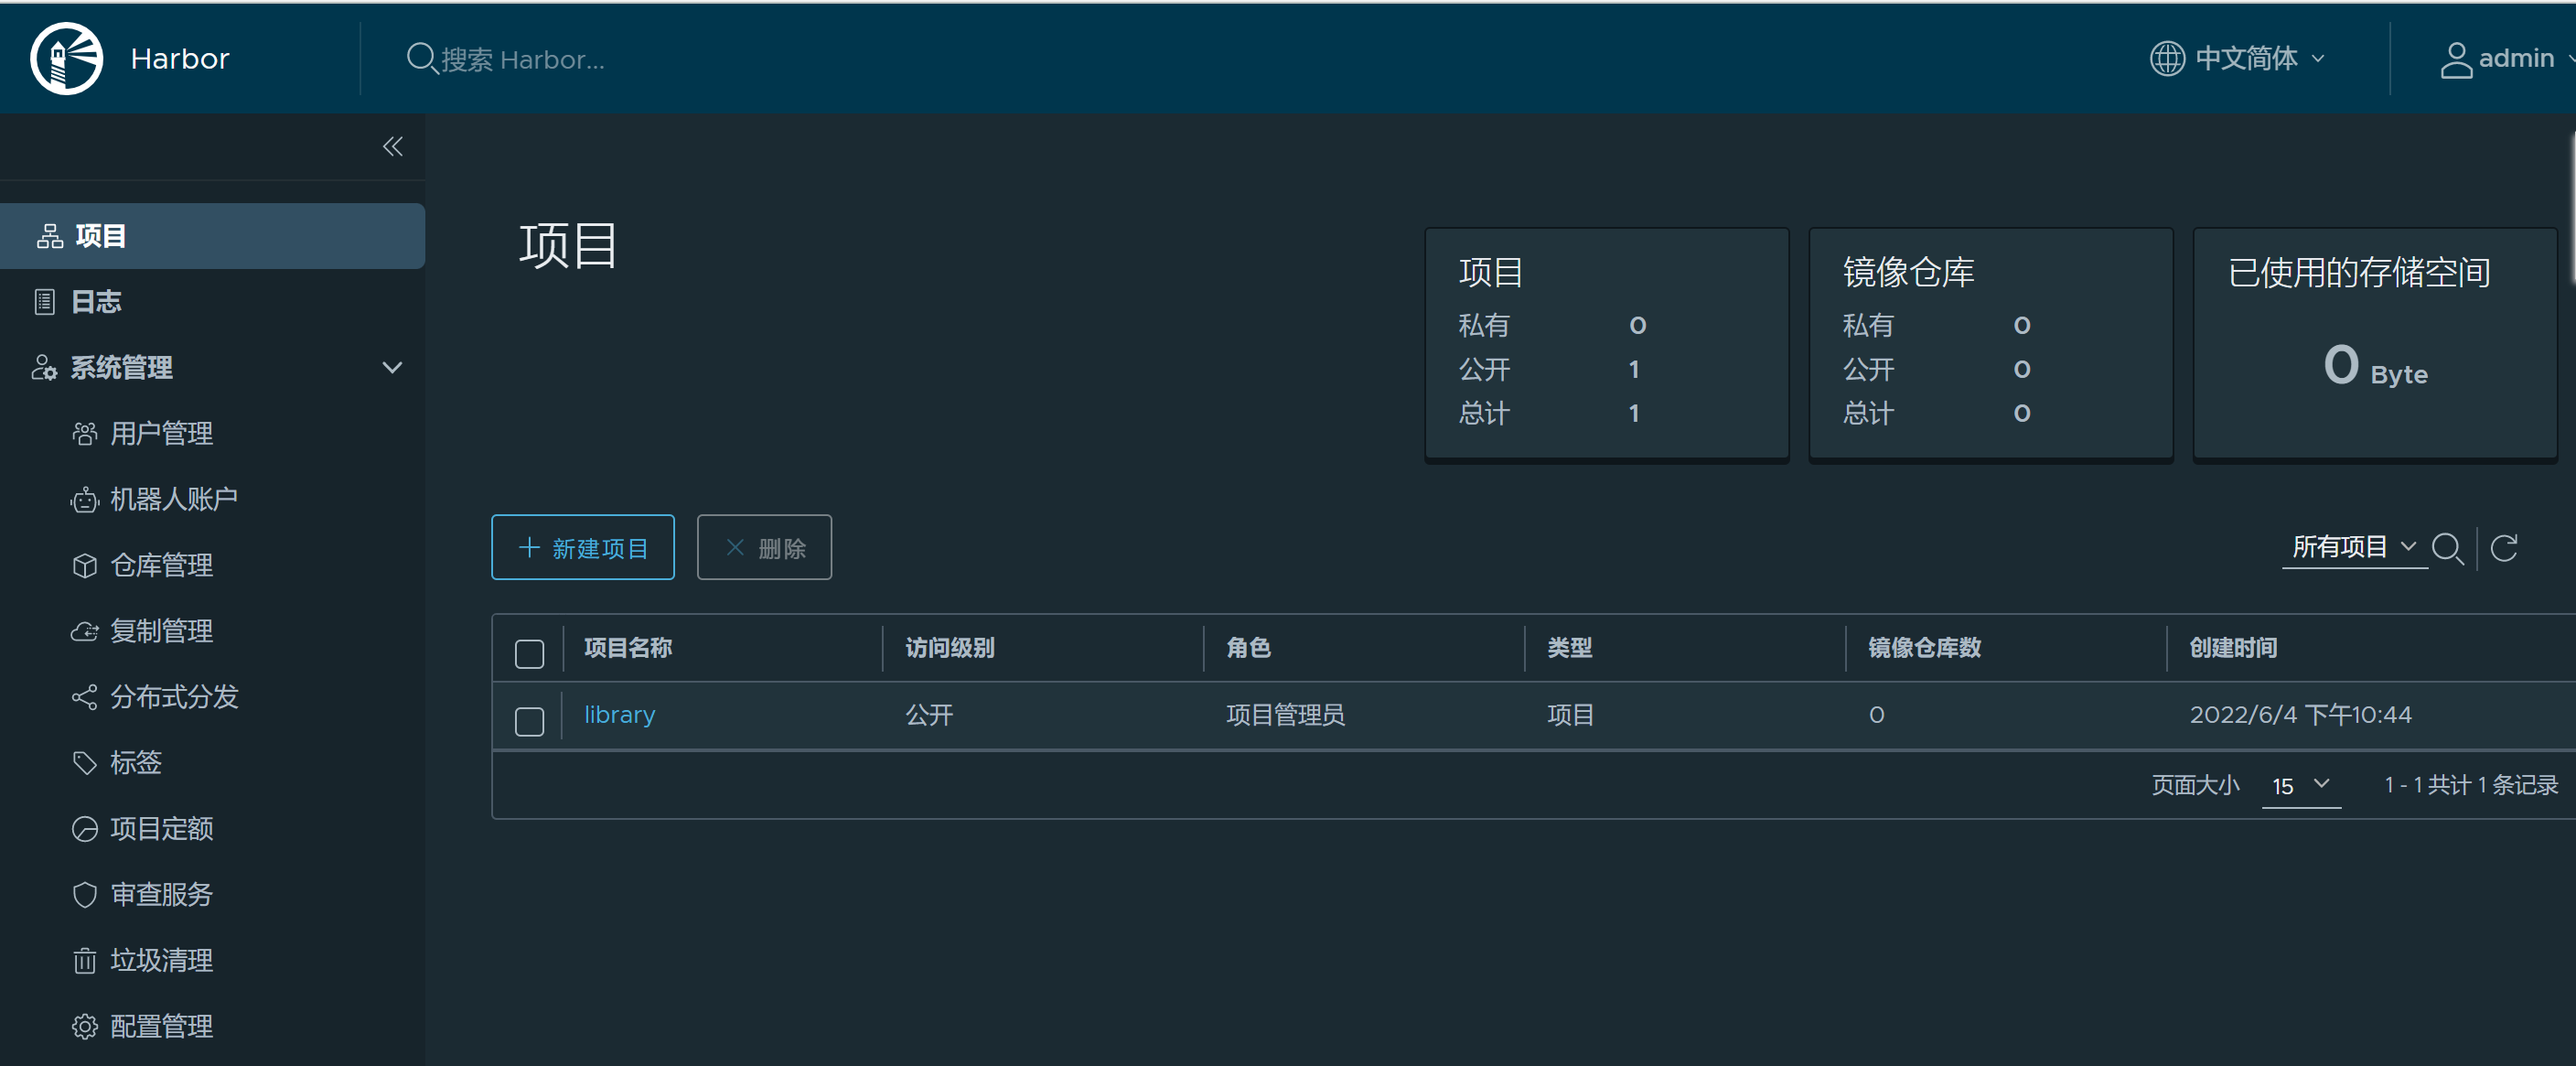 Harbor
搜索 Harbor...
中文简体
admin
项目
日志
系统管理
用户管理
机器人账户
仓库管理
复制管理
分布式分发
标签
项目定额
审查服务
垃圾清理
配置管理
项目
项目
私有 0
公开 1
总计 1
镜像仓库
私有 0
公开 0
总计 0
已使用的存储空间
0 Byte
新建项目
删除
所有项目
项目名称 访问级别 角色 类型 镜像仓库数 创建时间
library 公开 项目管理员 项目 0 2022/6/4 下午10:44
页面大小 15 1 - 1 共计 1 条记录